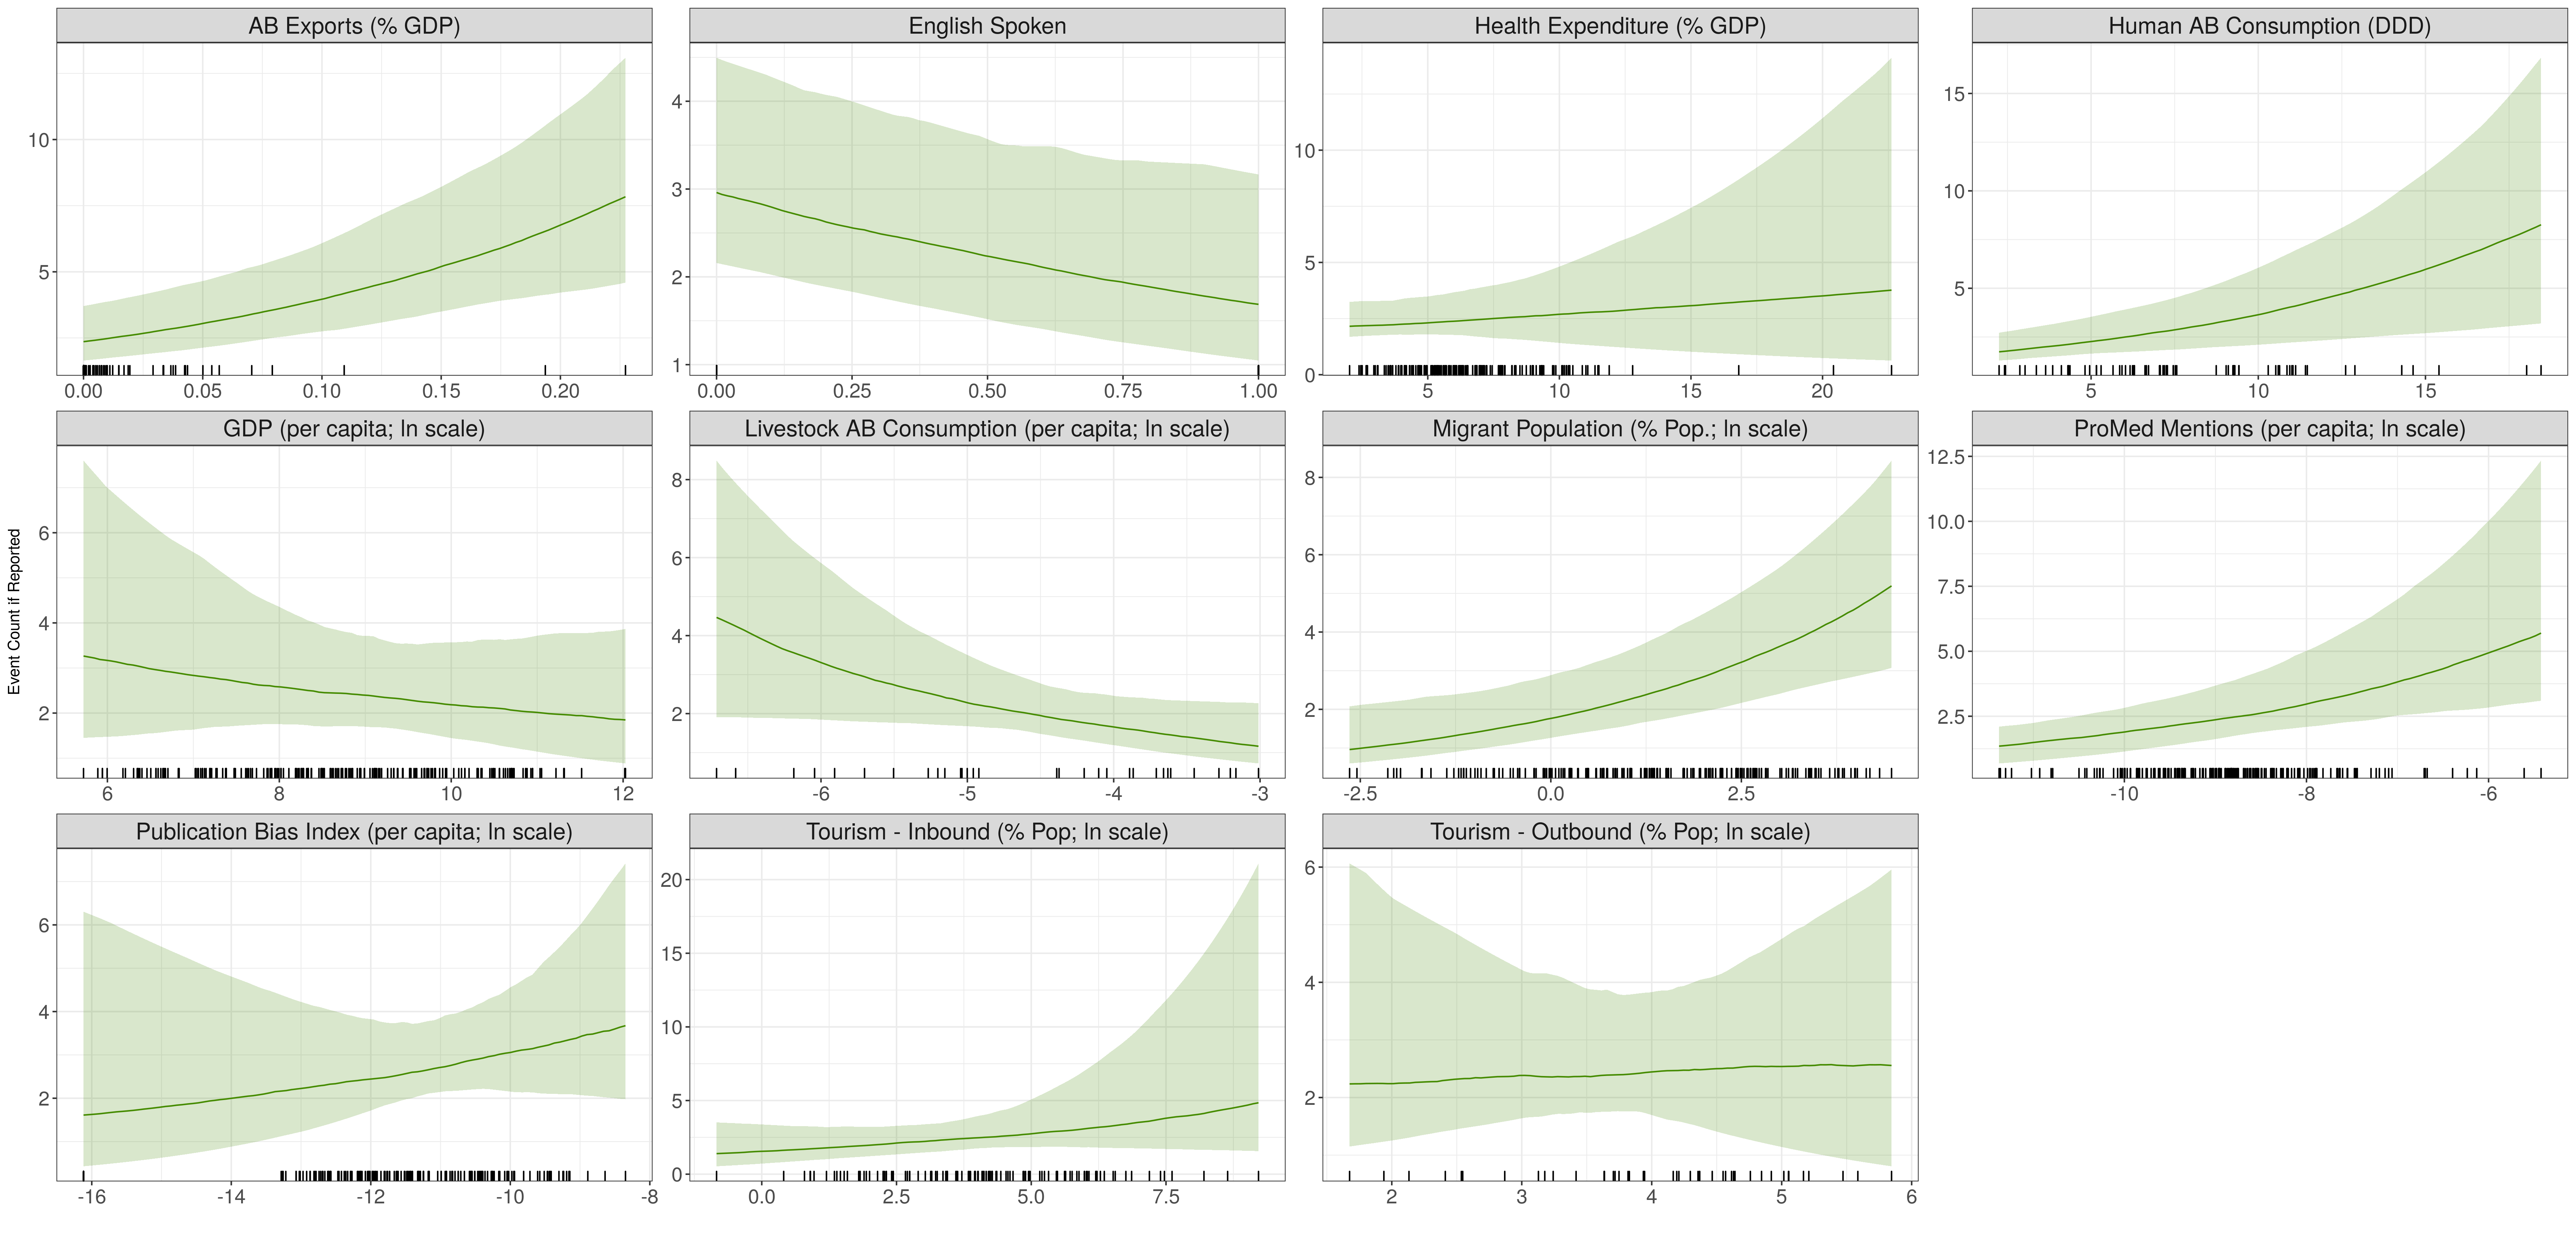 AB Exports (% GDP)
English Spoken
Health Expenditure (% GDP)
Human AB Consumption (DDD)
10
5
0.00 0.05 0.10 0.15 0.20
4
3
2
1
0.00 0.25 0.50 0.75 1.00
10
5
0
5 10 15 20
15
10
5
5 10 15
GDP (per capita; ln scale)
Livestock AB Consumption (per capita; ln scale)
Migrant Population (% Pop.; ln scale)
ProMed Mentions (per capita; ln scale)
Event Count if Reported
6
4
2
6 8 10 12
8
6
4
2
-6 -5 -4 -3
8
6
4
2
-2.5 0.0 2.5
12.5
10.0
7.5
5.0
2.5
-10 -8 -6
Publication Bias Index (per capita; ln scale)
Tourism - Inbound (% Pop; ln scale)
Tourism - Outbound (% Pop; ln scale)
6
4
2
-16 -14 -12 -10 -8
20
15
10
5
0
0.0 2.5 5.0 7.5
6
4
2
2 3 4 5 6